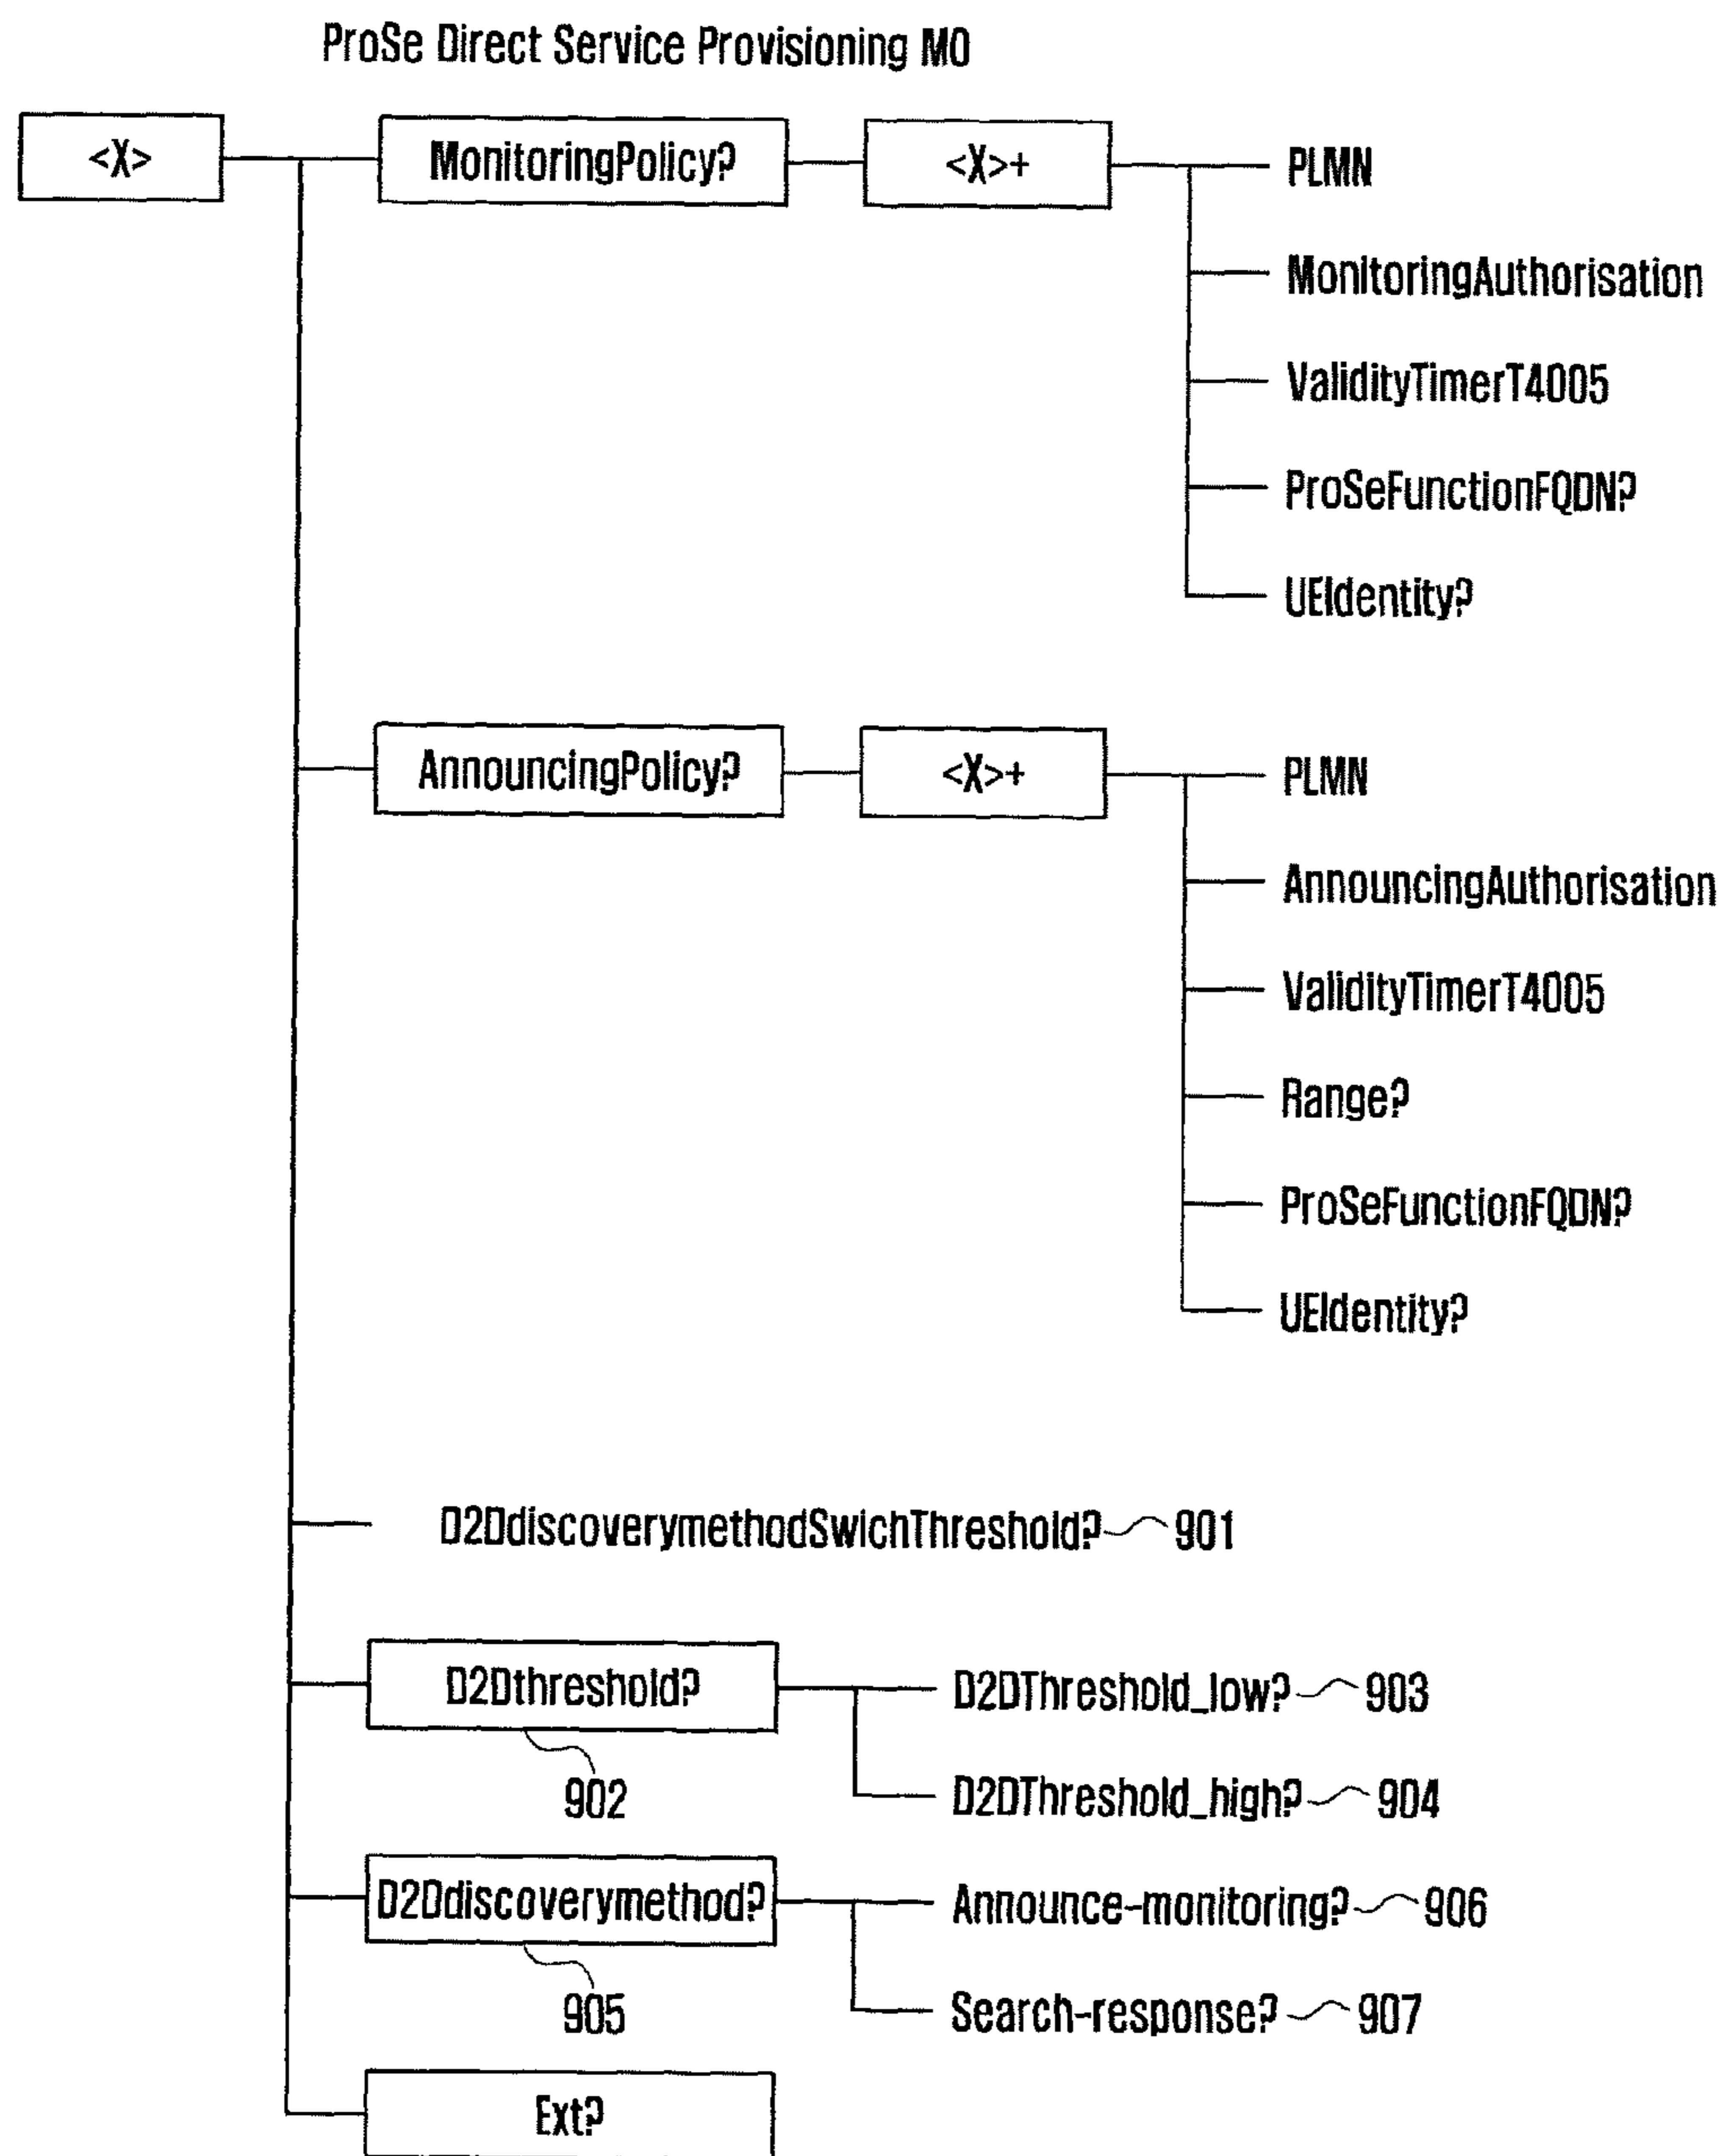 ProSe Direct Service Provisioning MO
<X>
MonitoringPolicy?
<X>+
PLMN
MonitoringAuthorisation
ValidityTimerT4005
ProSeFunctionFQDN?
UEIdentity?
AnnouncingPolicy?
<X>+
PLMN
AnnouncingAuthorisation
ValidityTimerT4005
Range?
ProSeFunctionFQDN?
UEIdentity?
D2DdiscoverymethodSwichThreshold? 901
D2Dthreshold?
902
D2DThreshold_low? 903
D2DThreshold_high? 904
D2Ddiscoverymethod?
905
Announce-monitoring? 906
Search-response? 907
Ext?